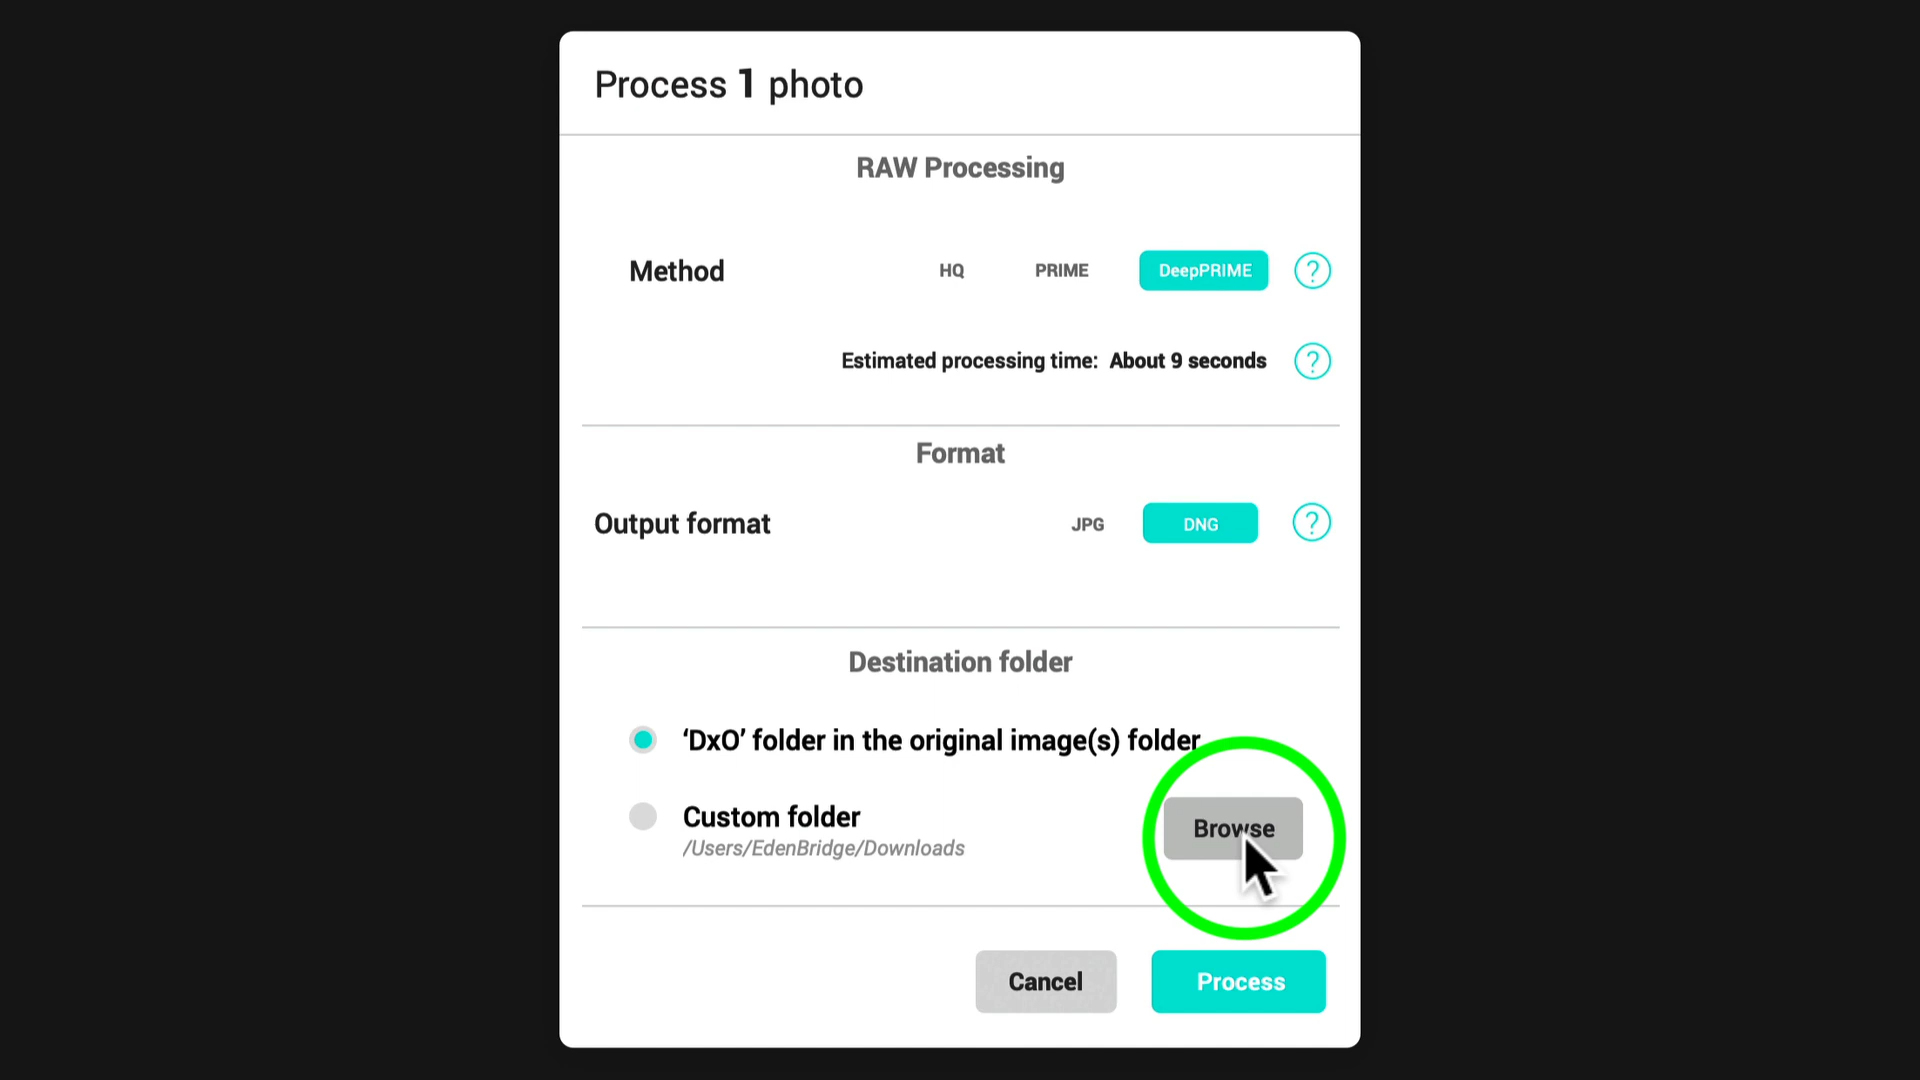 Process 1 photo
RAW Processing
Method HQ PRIME DeepPRIME ?
Estimated processing time: About 9 seconds ?
Format
Output format JPG DNG ?
Destination folder
‘DxO’ folder in the original image(s) folder
Custom folder Browse
/Users/EdenBridge/Downloads
Cancel Process